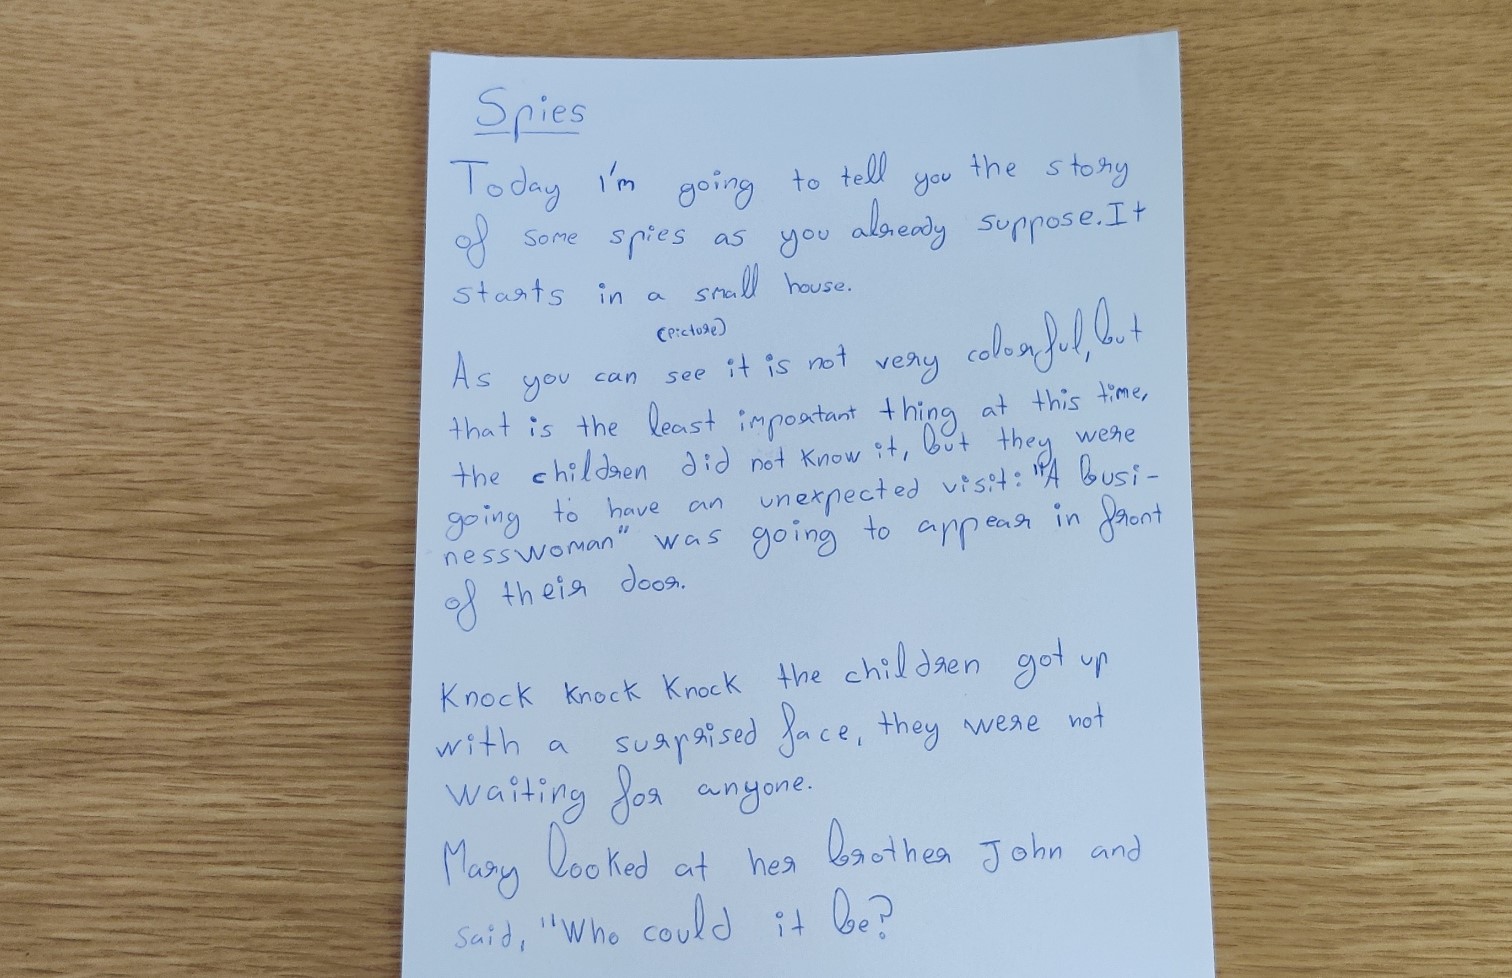 Spies
Today I'm going to tell you the story
of some spies as you already suppose. It
starts in a small house.
(picture)
As you can see it is not very colorful, but
that is the least important thing at this time,
the children did not know it, but they were
going to have an unexpected visit: "A busi-
nesswoman" was going to appear in front
of their door.
Knock knock knock the children got up
with a surprised face, they were not
waiting for anyone.
Mary looked at her brother John and
said, "Who could it be?